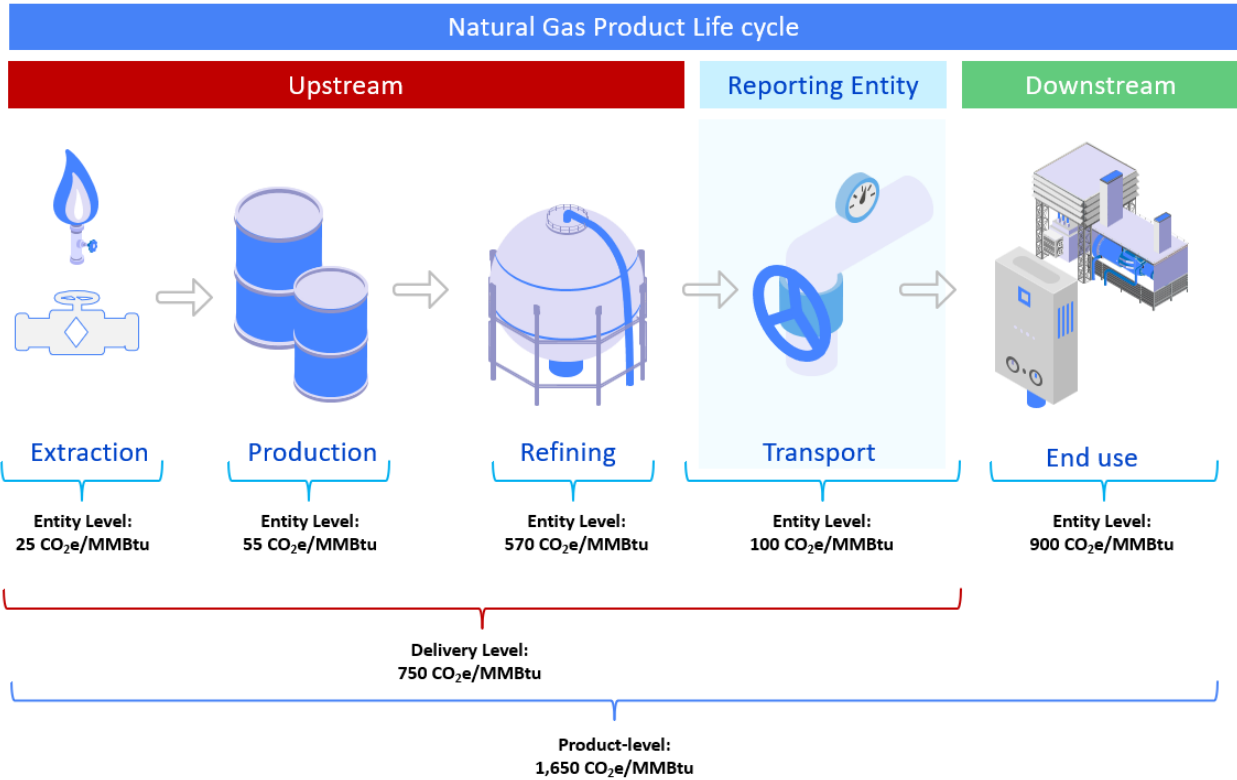 Natural Gas Product Life cycle
Upstream
Reporting Entity
Downstream
Extraction
Production
Refining
Transport
End use
Entity Level:
25 CO₂e/MMBtu
Entity Level:
55 CO₂e/MMBtu
Entity Level:
570 CO₂e/MMBtu
Entity Level:
100 CO₂e/MMBtu
Entity Level:
900 CO₂e/MMBtu
Delivery Level:
750 CO₂e/MMBtu
Product-level:
1,650 CO₂e/MMBtu